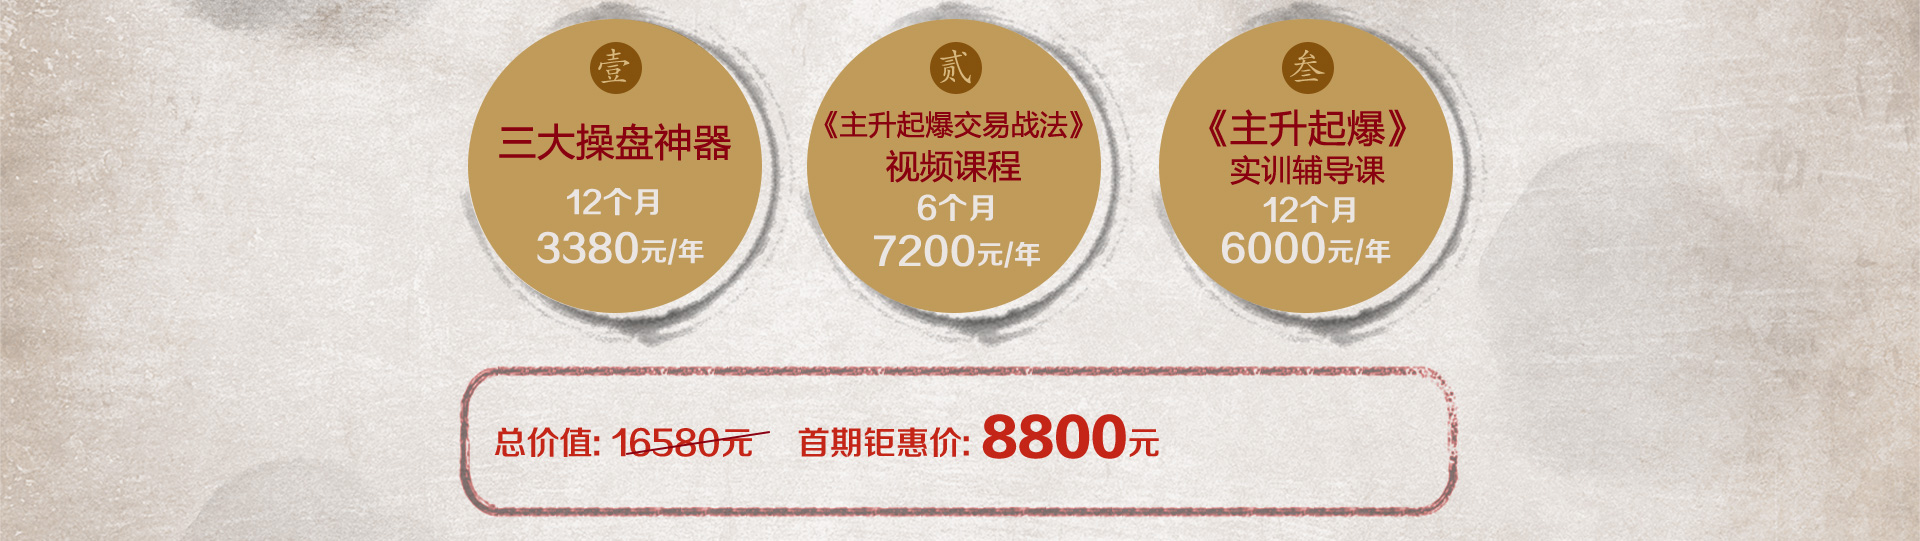 壹
三大操盘神器
12个月
3380元/年
贰
《主升起爆交易战法》
视频课程
6个月
7200元/年
叁
《主升起爆》
实训辅导课
12个月
6000元/年
总价值: 16580元 首期钜惠价: 8800元